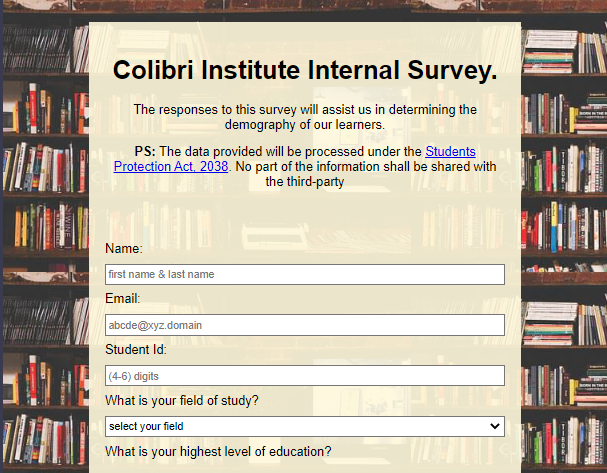 Colibri Institute Internal Survey.
The responses to this survey will assist us in determining the
demography of our learners.
PS: The data provided will be processed under the Students
Protection Act, 2038. No part of the information shall be shared with
the third-party
Name:
first name & last name
Email:
abcde@xyz.domain
Student Id:
(4-6) digits
What is your field of study?
select your field
What is your highest level of education?